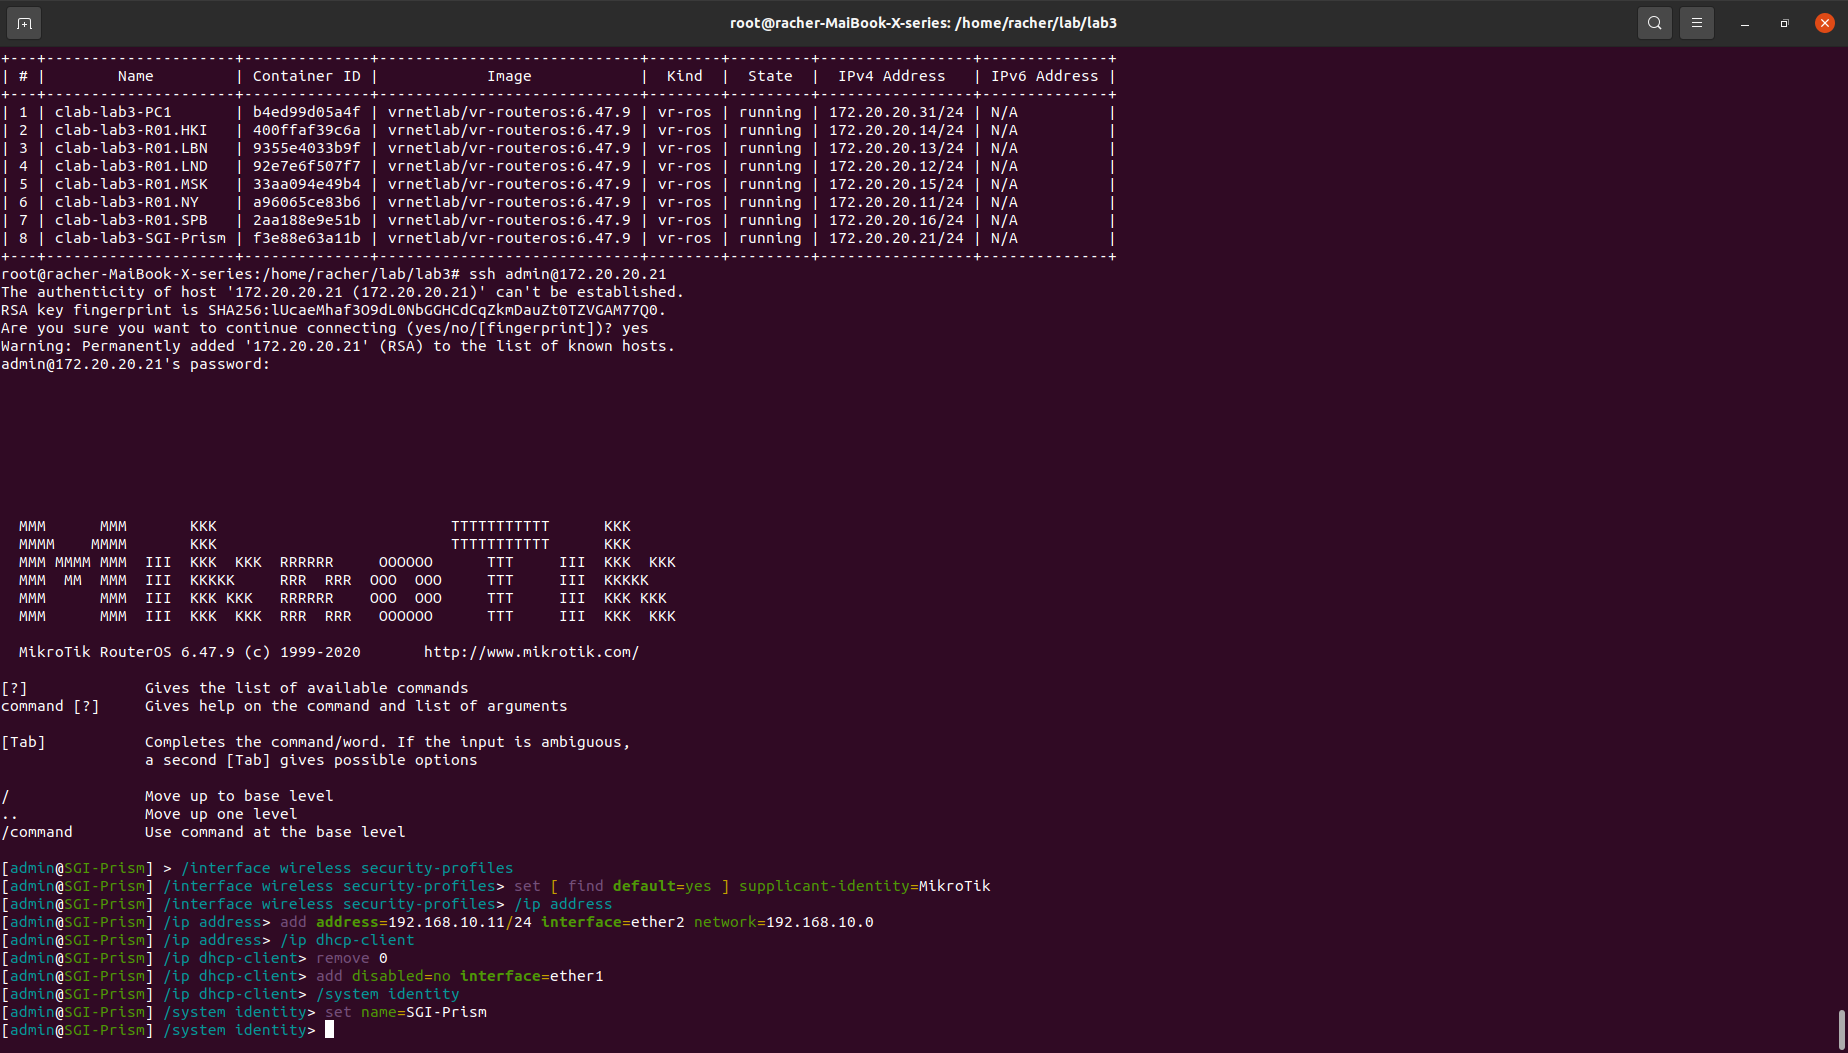 root@racher-MaiBook-X-series: /home/racher/lab/lab3
+---+---------------------+--------------+-----------------------------+--------+---------+-----------------+--------------+
| # |        Name         | Container ID |            Image            |  Kind  |  State  |  IPv4 Address   | IPv6 Address |
+---+---------------------+--------------+-----------------------------+--------+---------+-----------------+--------------+
| 1 | clab-lab3-PC1       | b4ed99d05a4f | vrnetlab/vr-routeros:6.47.9 | vr-ros | running | 172.20.20.31/24 | N/A          |
| 2 | clab-lab3-R01.HKI   | 400ffaf39c6a | vrnetlab/vr-routeros:6.47.9 | vr-ros | running | 172.20.20.14/24 | N/A          |
| 3 | clab-lab3-R01.LBN   | 9355e4033b9f | vrnetlab/vr-routeros:6.47.9 | vr-ros | running | 172.20.20.13/24 | N/A          |
| 4 | clab-lab3-R01.LND   | 92e7e6f507f7 | vrnetlab/vr-routeros:6.47.9 | vr-ros | running | 172.20.20.12/24 | N/A          |
| 5 | clab-lab3-R01.MSK   | 33aa094e49b4 | vrnetlab/vr-routeros:6.47.9 | vr-ros | running | 172.20.20.15/24 | N/A          |
| 6 | clab-lab3-R01.NY    | a96065ce83b6 | vrnetlab/vr-routeros:6.47.9 | vr-ros | running | 172.20.20.11/24 | N/A          |
| 7 | clab-lab3-R01.SPB   | 2aa188e9e51b | vrnetlab/vr-routeros:6.47.9 | vr-ros | running | 172.20.20.16/24 | N/A          |
| 8 | clab-lab3-SGI-Prism | f3e88e63a11b | vrnetlab/vr-routeros:6.47.9 | vr-ros | running | 172.20.20.21/24 | N/A          |
+---+---------------------+--------------+-----------------------------+--------+---------+-----------------+--------------+
root@racher-MaiBook-X-series:/home/racher/lab/lab3# ssh admin@172.20.20.21
The authenticity of host '172.20.20.21 (172.20.20.21)' can't be established.
RSA key fingerprint is SHA256:lUcaeMhaf3O9dL0NbGGHCdCqZkmDauZt0TZVGAM77Q0.
Are you sure you want to continue connecting (yes/no/[fingerprint])? yes
Warning: Permanently added '172.20.20.21' (RSA) to the list of known hosts.
admin@172.20.20.21's password:
  MMM      MMM       KKK                          TTTTTTTTTTT      KKK
  MMMM    MMMM       KKK                          TTTTTTTTTTT      KKK
  MMM MMMM MMM  III  KKK  KKK  RRRRRR     OOOOOO      TTT     III  KKK  KKK
  MMM  MM  MMM  III  KKKKK     RRR  RRR  OOO  OOO     TTT     III  KKKKK
  MMM      MMM  III  KKK KKK   RRRRRR    OOO  OOO     TTT     III  KKK KKK
  MMM      MMM  III  KKK  KKK  RRR  RRR   OOOOOO      TTT     III  KKK  KKK
  MikroTik RouterOS 6.47.9 (c) 1999-2020       http://www.mikrotik.com/
[?]             Gives the list of available commands
command [?]     Gives help on the command and list of arguments
[Tab]           Completes the command/word. If the input is ambiguous,
                a second [Tab] gives possible options
/               Move up to base level
..              Move up one level
/command        Use command at the base level
[admin@SGI-Prism] > /interface wireless security-profiles
[admin@SGI-Prism] /interface wireless security-profiles> set [ find default=yes ] supplicant-identity=MikroTik
[admin@SGI-Prism] /interface wireless security-profiles> /ip address
[admin@SGI-Prism] /ip address> add address=192.168.10.11/24 interface=ether2 network=192.168.10.0
[admin@SGI-Prism] /ip address> /ip dhcp-client
[admin@SGI-Prism] /ip dhcp-client> remove 0
[admin@SGI-Prism] /ip dhcp-client> add disabled=no interface=ether1
[admin@SGI-Prism] /ip dhcp-client> /system identity
[admin@SGI-Prism] /system identity> set name=SGI-Prism
[admin@SGI-Prism] /system identity>